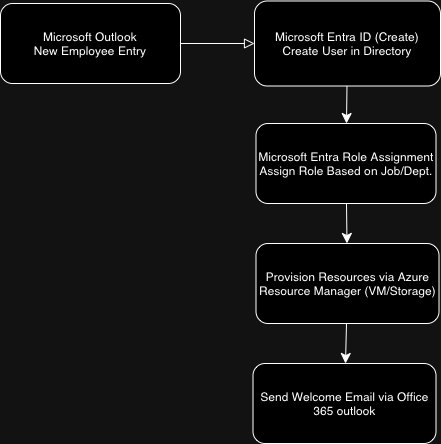 Microsoft Outlook
New Employee Entry
Microsoft Entra ID (Create)
Create User in Directory
Microsoft Entra Role Assignment
Assign Role Based on Job/Dept.
Provision Resources via Azure
Resource Manager (VM/Storage)
Send Welcome Email via Office
365 outlook